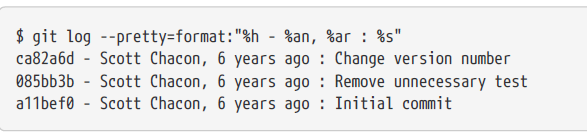 $ git log --pretty=format:"%h - %an, %ar : %s"
ca82a6d - Scott Chacon, 6 years ago : Change version number
085bb3b - Scott Chacon, 6 years ago : Remove unnecessary test
a11bef0 - Scott Chacon, 6 years ago : Initial commit